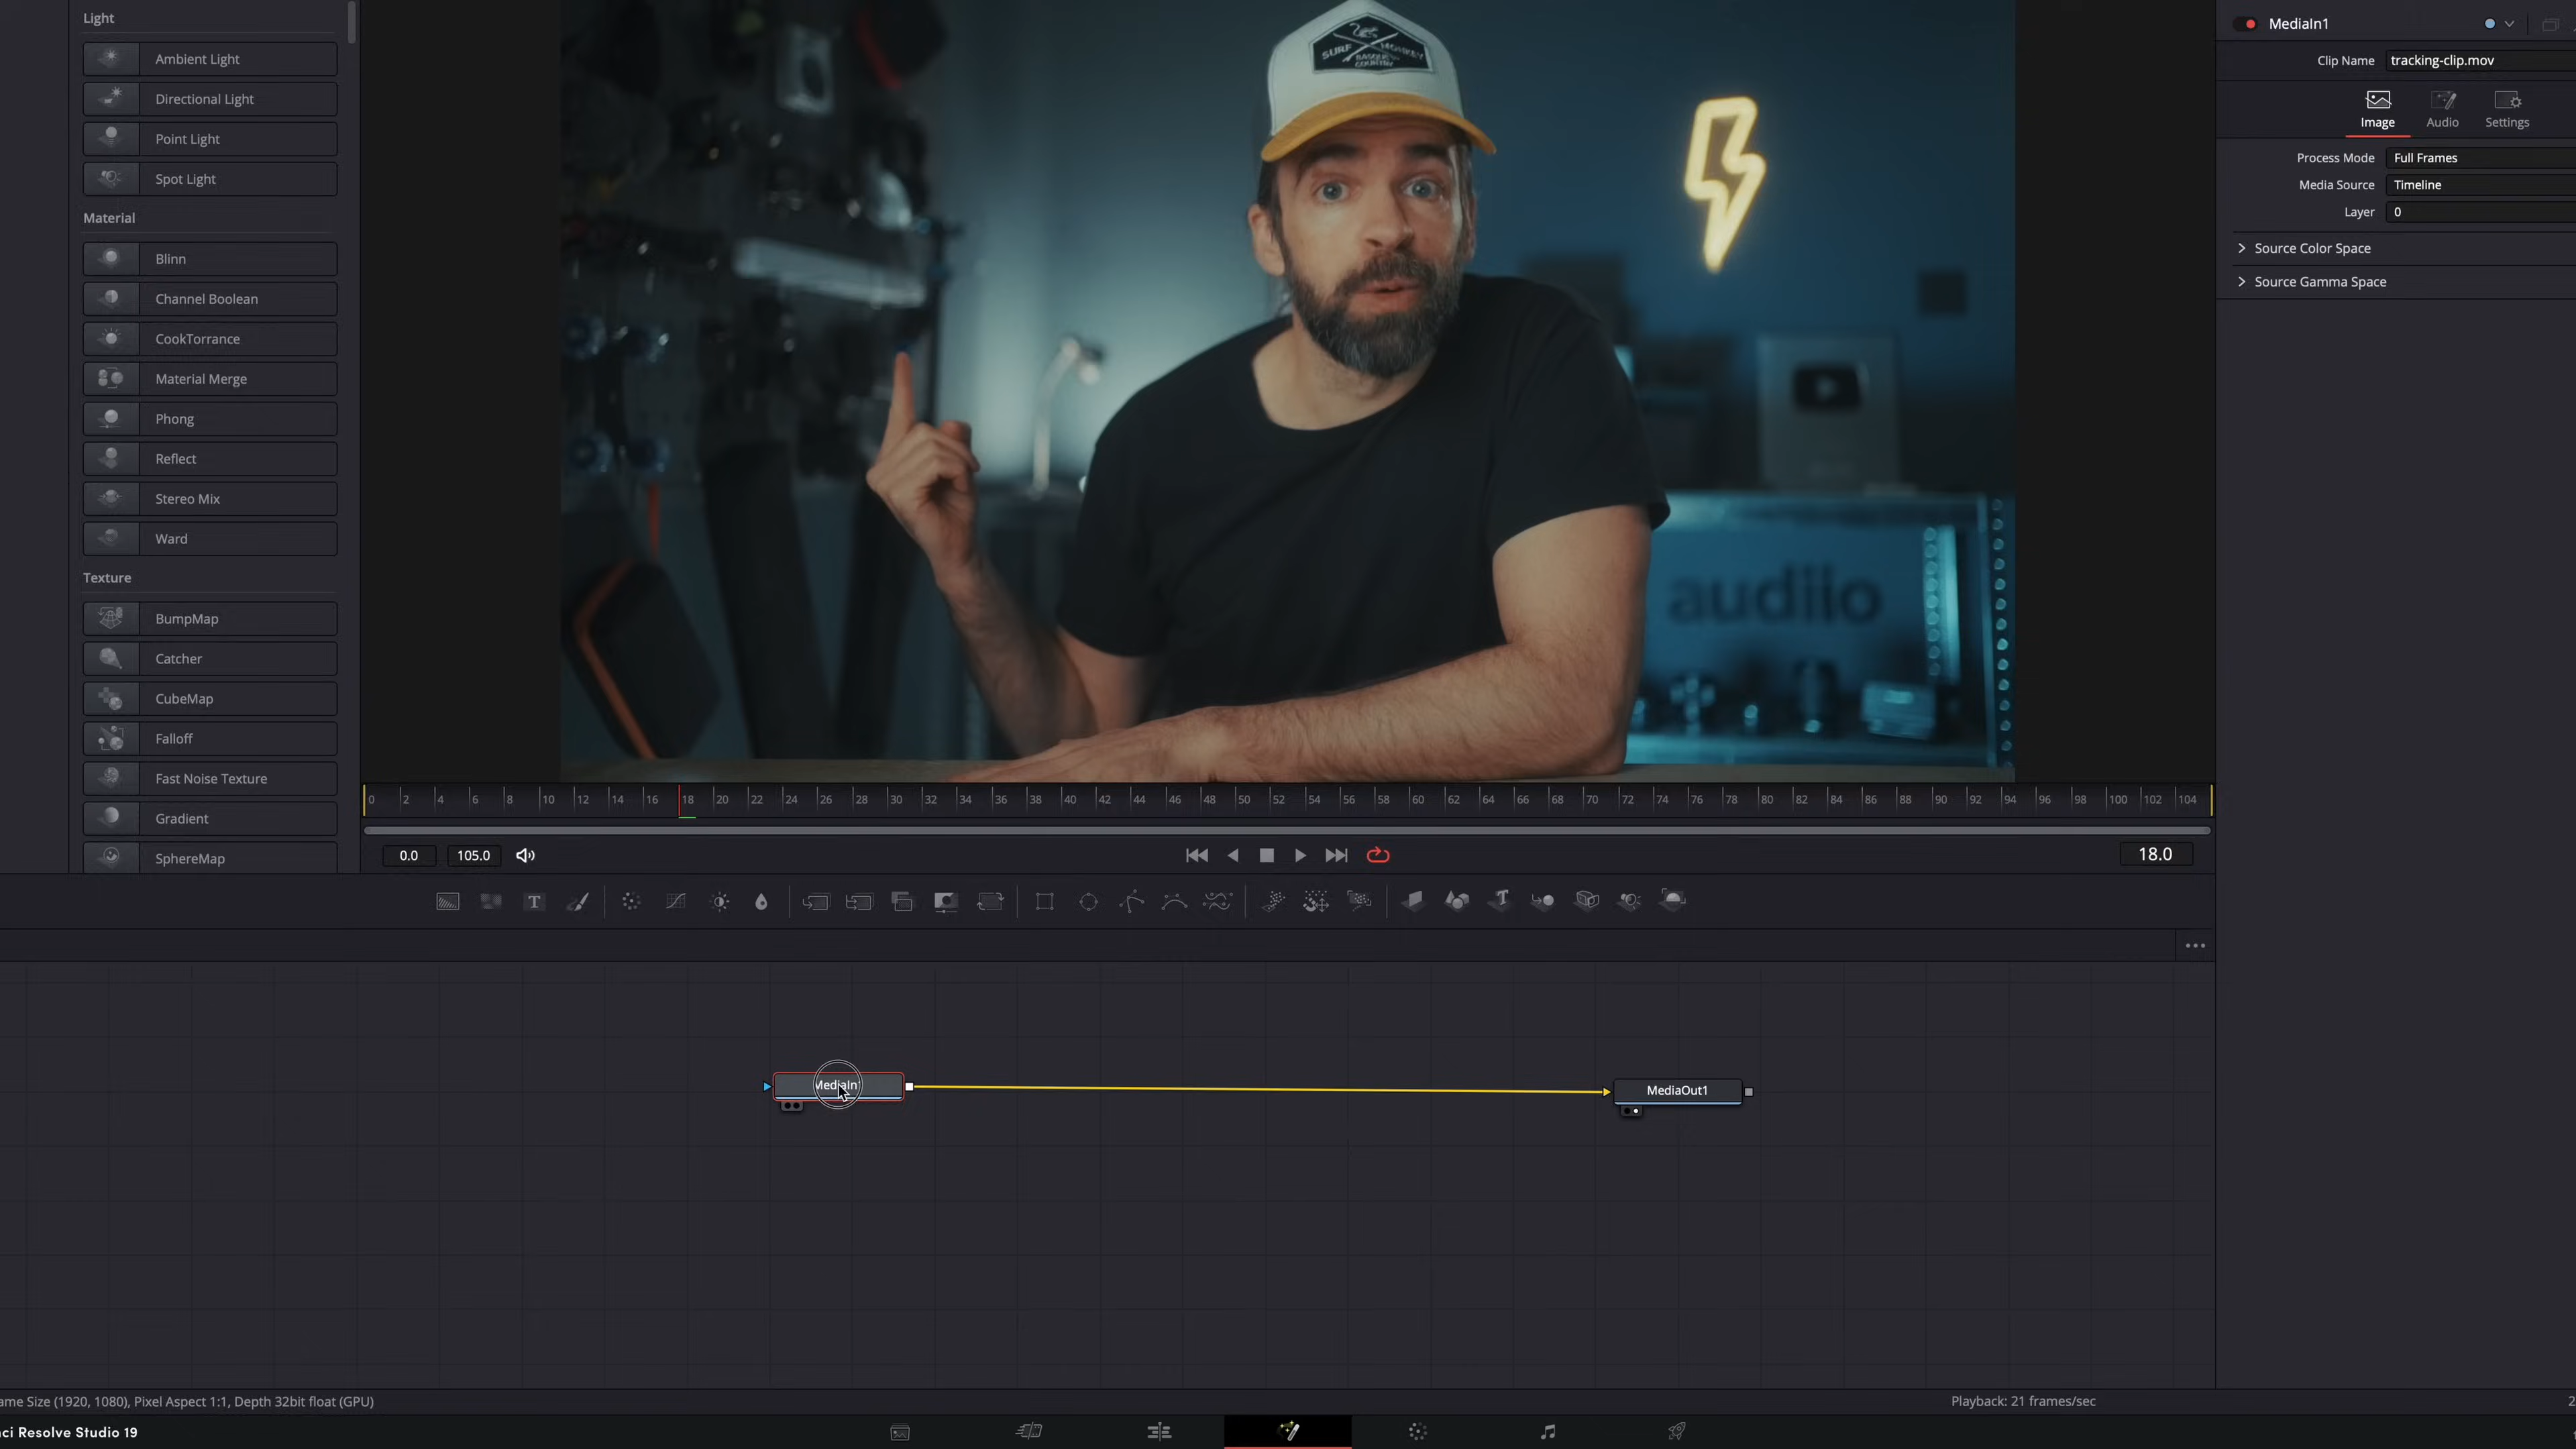 Light
Ambient Light
Directional Light
Point Light
Spot Light
Material
Blinn
Channel Boolean
CookTorrance
Material Merge
Phong
Reflect
Stereo Mix
Ward
Texture
BumpMap
Catcher
CubeMap
Falloff
Fast Noise Texture
Gradient
SphereMap
SURF MONKEY
BASQUE
COUNTRY
audiio
MediaIn1
Clip Name tracking-clip.mov
Image Audio Settings
Process Mode Full Frames
Media Source Timeline
Layer 0
Source Color Space
Source Gamma Space
0 2 4 6 8 10 12 14 16 18 20 22 24 26 28 30 32 34 36 38 40 42 44 46 48 50 52 54 56 58 60 62 64 66 68 70 72 74 76 78 80 82 84 86 88 90 92 94 96 98 100 102 104
0.0 105.0 18.0
T
T
MediaIn1
MediaOut1
ame Size (1920, 1080), Pixel Aspect 1:1, Depth 32bit float (GPU)
Playback: 21 frames/sec
2
ci Resolve Studio 19